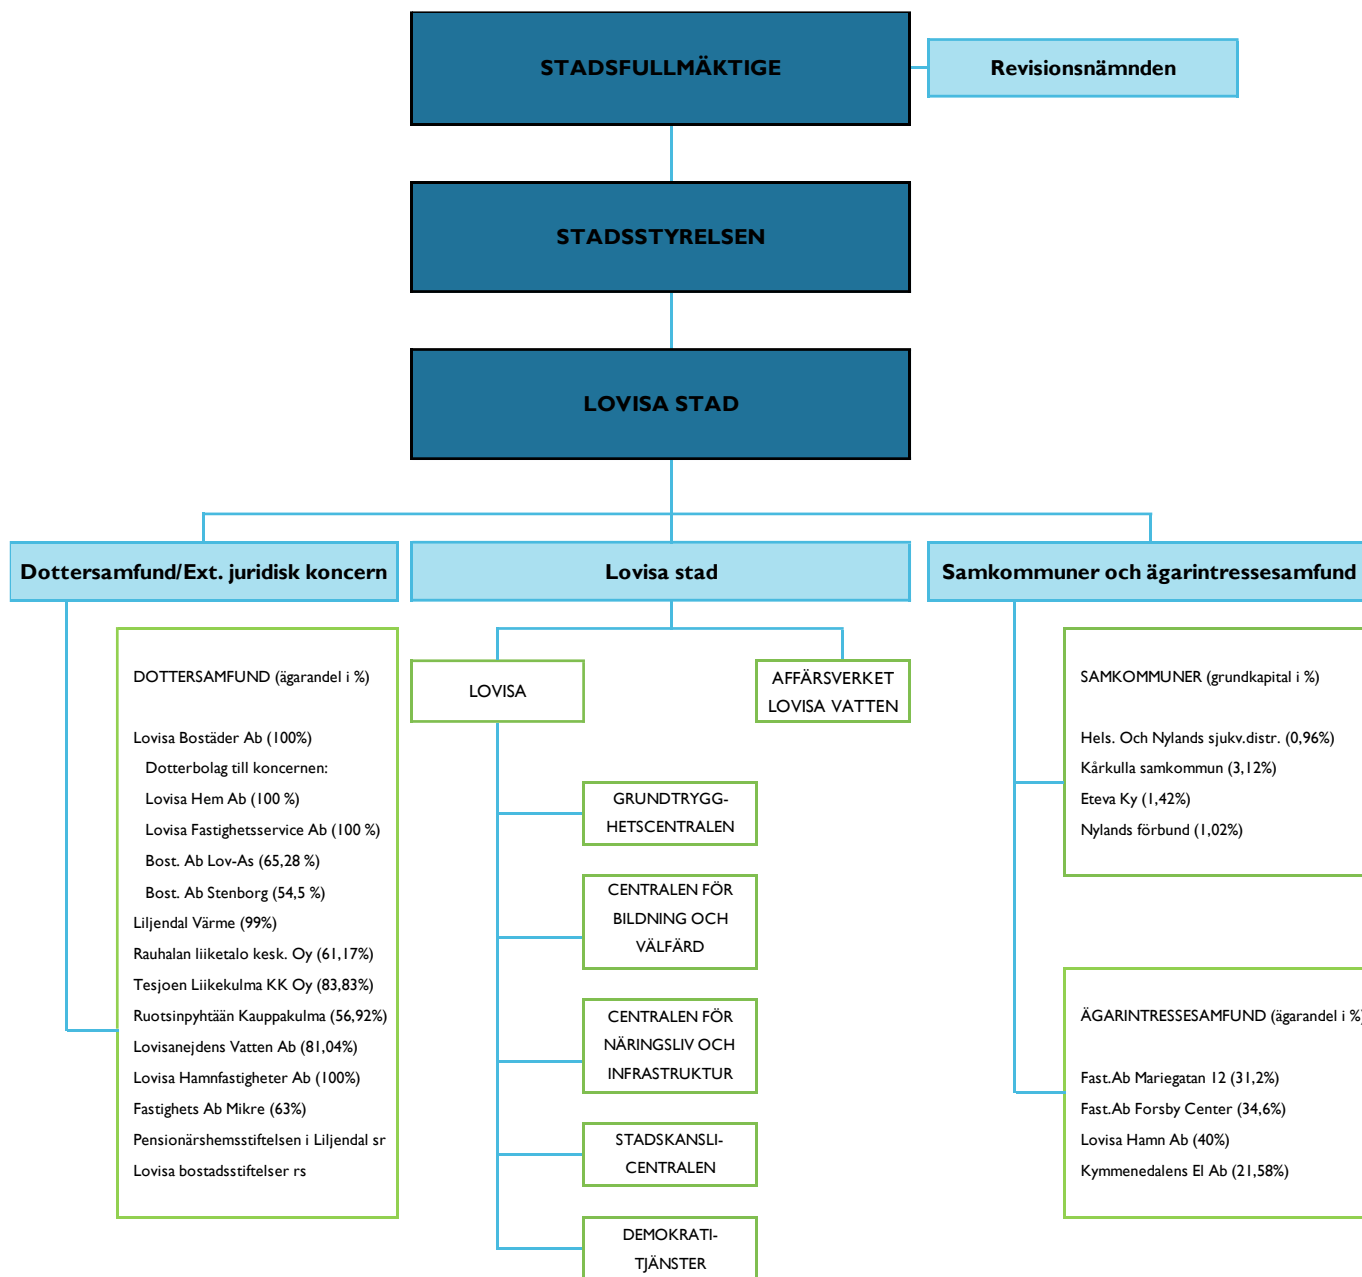 STADSFULLMÄKTIGE
Revisionsnämnden
STADSSTYRELSEN
LOVISA STAD
Dottersamfund/Ext. juridisk koncern
Lovisa stad
Samkommuner och ägarintressesamfund
DOTTERSAMFUND (ägarandel i %)
Lovisa Bostäder Ab (100%)
Dotterbolag till koncernen:
Lovisa Hem Ab (100 %)
Lovisa Fastighetsservice Ab (100 %)
Bost. Ab Lov-As (65,28 %)
Bost. Ab Stenborg (54,5 %)
Liljendal Värme (99%)
Rauhalan liiketalo kesk. Oy (61,17%)
Tesjoen Liikekulma KK Oy (83,83%)
Ruotsinpyhtään Kauppakulma (56,92%)
Lovisanejdens Vatten Ab (81,04%)
Lovisa Hamnfastigheter Ab (100%)
Fastighets Ab Mikre (63%)
Pensionärshemsstiftelsen i Liljendal sr
Lovisa bostadsstiftelser rs
LOVISA
AFFÄRSVERKET
LOVISA VATTEN
GRUNDTRYGG-
HETSCENTRALEN
CENTRALEN FÖR
BILDNING OCH
VÄLFÄRD
CENTRALEN FÖR
NÄRINGSLIV OCH
INFRASTRUKTUR
STADSKANSLI-
CENTRALEN
DEMOKRATI-
TJÄNSTER
SAMKOMMUNER (grundkapital i %)
Hels. Och Nylands sjukv.distr. (0,96%)
Kårkulla samkommun (3,12%)
Eteva Ky (1,42%)
Nylands förbund (1,02%)
ÄGARINTRESSESAMFUND (ägarandel i %)
Fast.Ab Mariegatan 12 (31,2%)
Fast.Ab Forsby Center (34,6%)
Lovisa Hamn Ab (40%)
Kymmenedalens El Ab (21,58%)